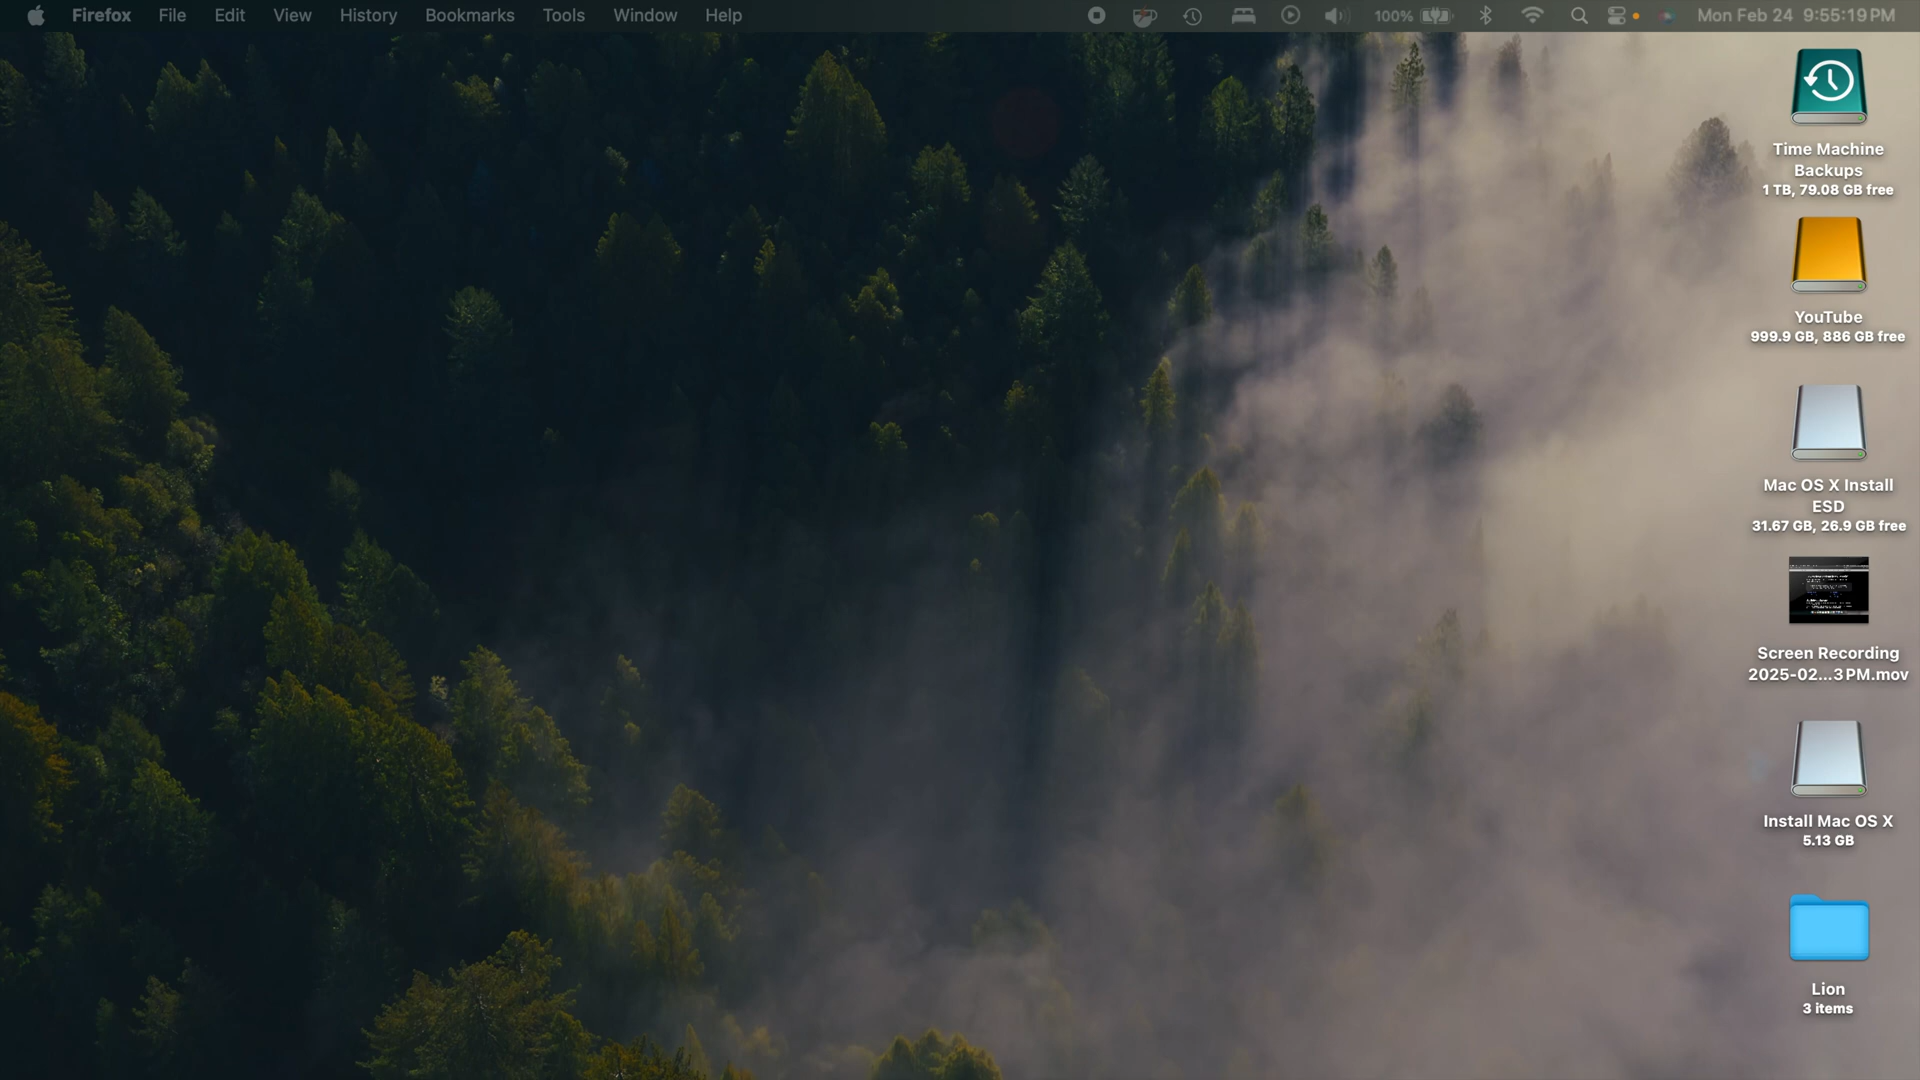 Firefox File Edit View History Bookmarks Tools Window Help 100% Mon Feb 24 9:55:19 PM
Time Machine
Backups
1 TB, 79.08 GB free
YouTube
999.9 GB, 886 GB free
Mac OS X Install
ESD
31.67 GB, 26.9 GB free
Screen Recording
2025-02...3 PM.mov
Install Mac OS X
5.13 GB
Lion
3 items